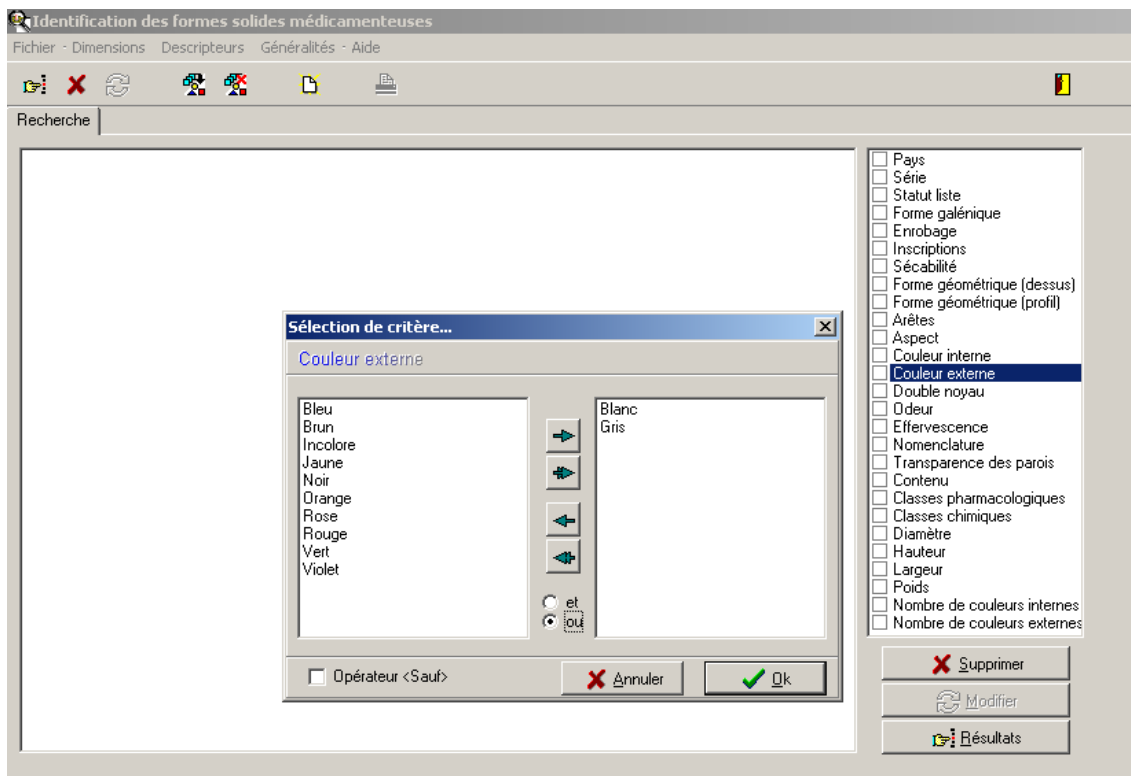 Identification des formes solides médicamenteuses
Fichier - Dimensions Descripteurs Généralités - Aide
Recherche
Pays
Série
Statut liste
Forme galénique
Enrobage
Inscriptions
Sécabilité
Forme géométrique (dessus)
Forme géométrique (profil)
Arêtes
Aspect
Couleur interne
Couleur externe
Double noyau
Odeur
Effervescence
Nomenclature
Transparence des parois
Contenu
Classes pharmacologiques
Classes chimiques
Diamètre
Hauteur
Largeur
Poids
Nombre de couleurs internes
Nombre de couleurs externes
Sélection de critère...
Couleur externe
Bleu
Brun
Incolore
Jaune
Noir
Orange
Rose
Rouge
Vert
Violet
et
ou
Blanc
Gris
Opérateur <Sauf>
Annuler
Ok
Supprimer
Modifier
Résultats